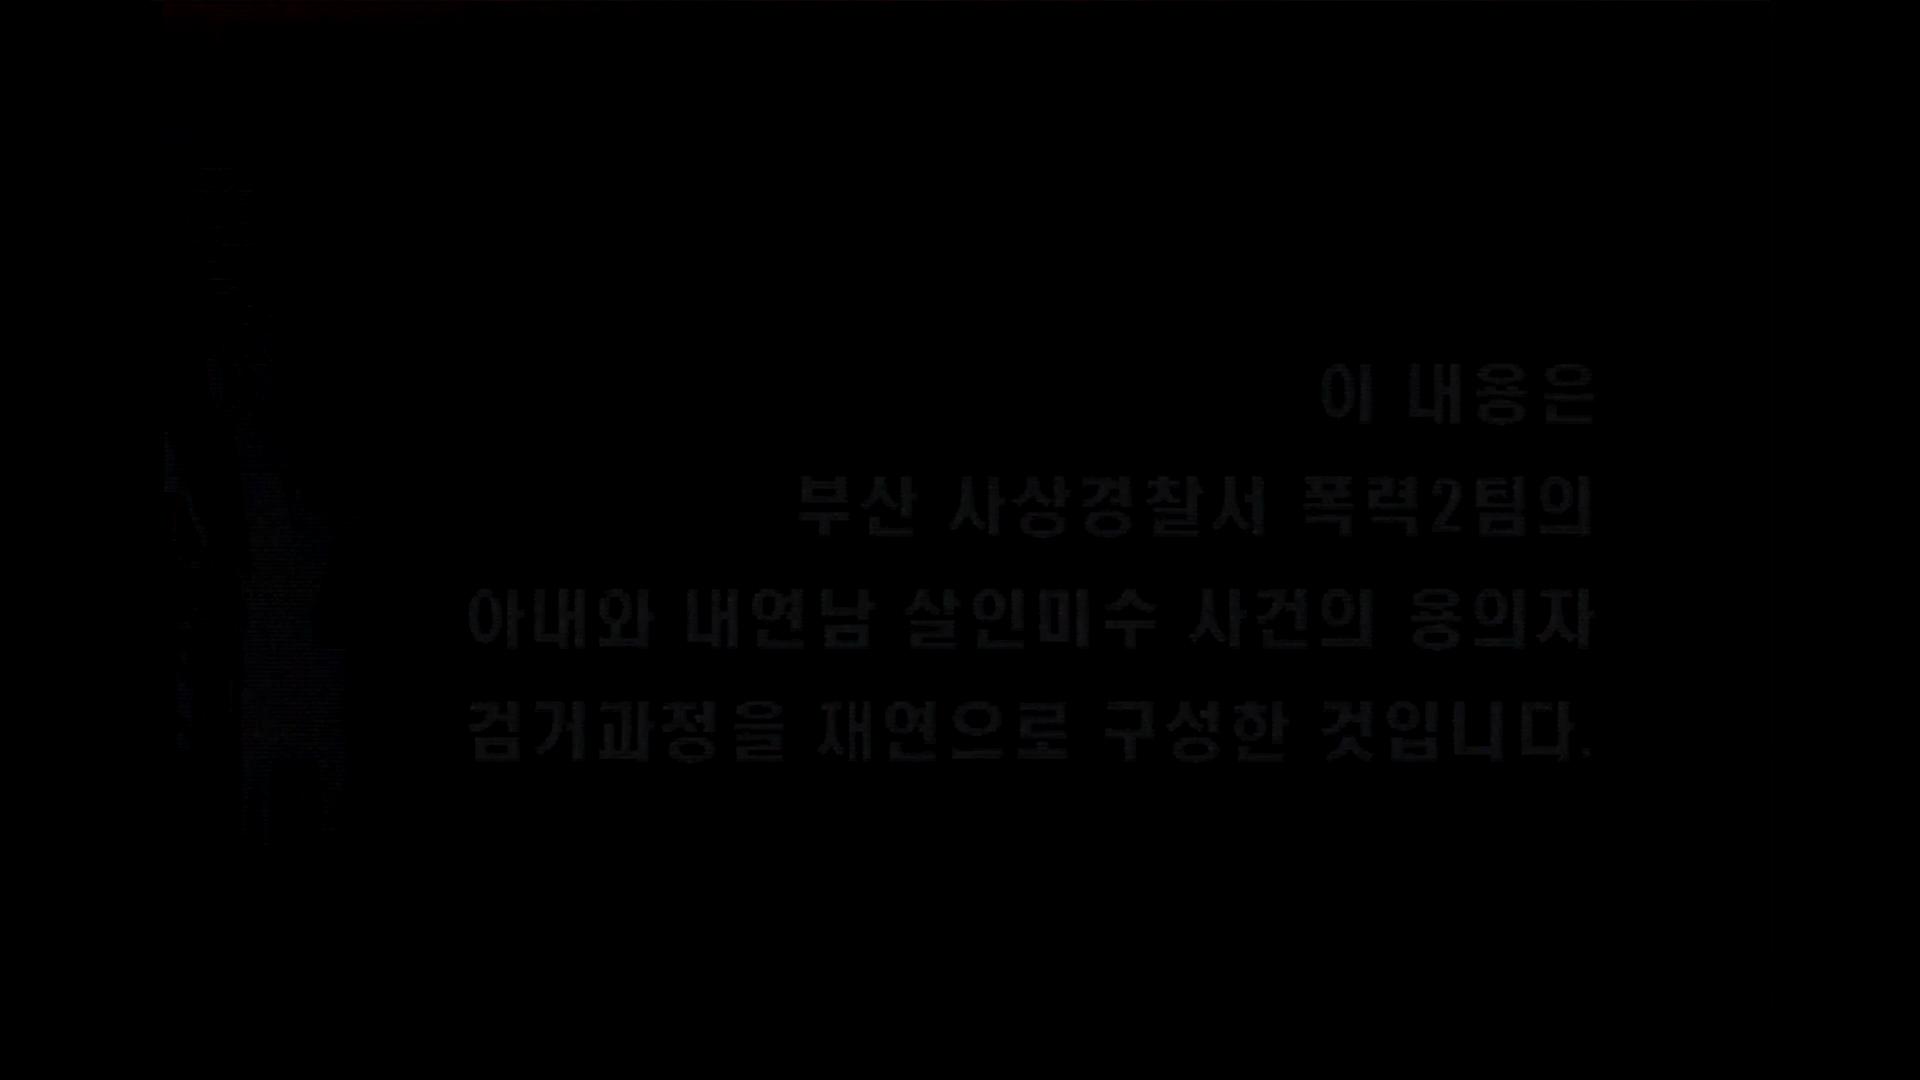 이 내용은
부산 사상경찰서 폭력2팀의
아내와 내연남 살인미수 사건의 용의자
검거과정을 재연으로 구성한 것입니다.